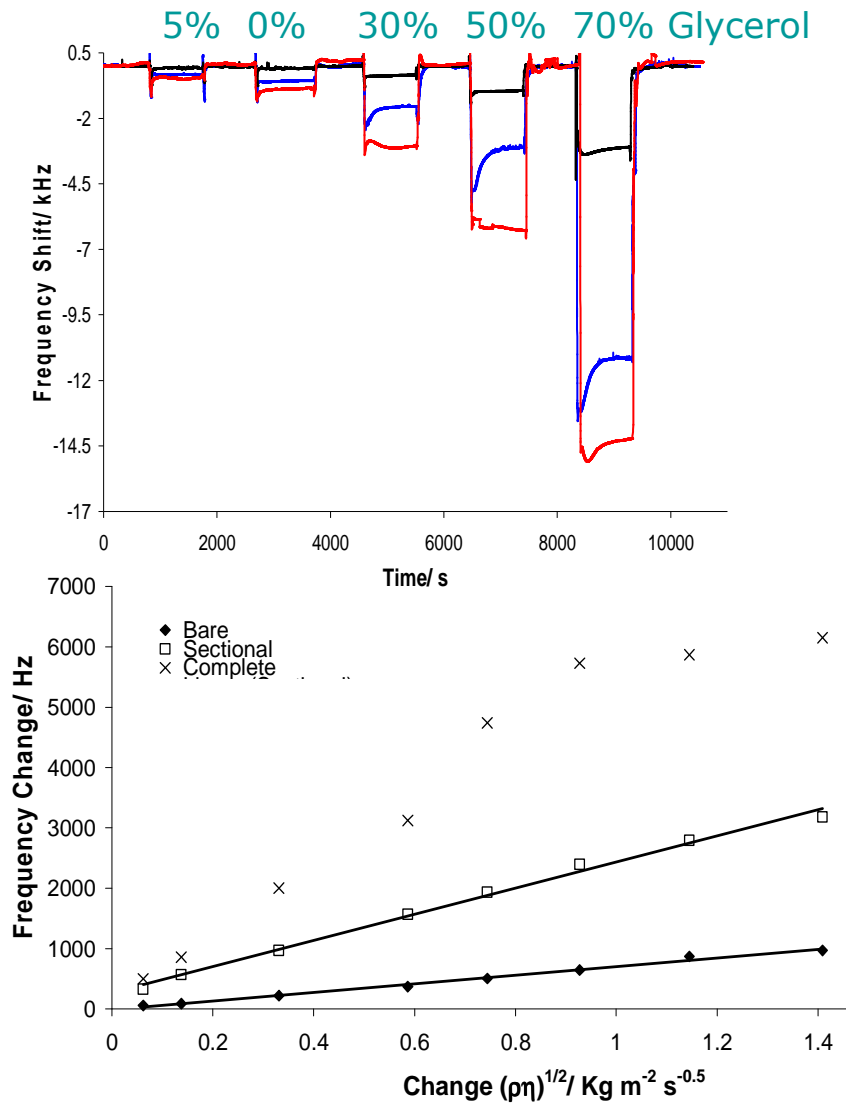 5% 0% 30% 50% 70% Glycerol
0.5
-2
-4.5
-7
-9.5
-12
-14.5
-17
Frequency Shift/ kHz
0 2000 4000 6000 8000 10000
Time/ s
7000
6000
5000
4000
3000
2000
1000
0
Frequency Change/ Hz
Bare
Sectional
Complete
0 0.2 0.4 0.6 0.8 1 1.2 1.4
Change (ρη)^1/2/ Kg m^-2 s^-0.5